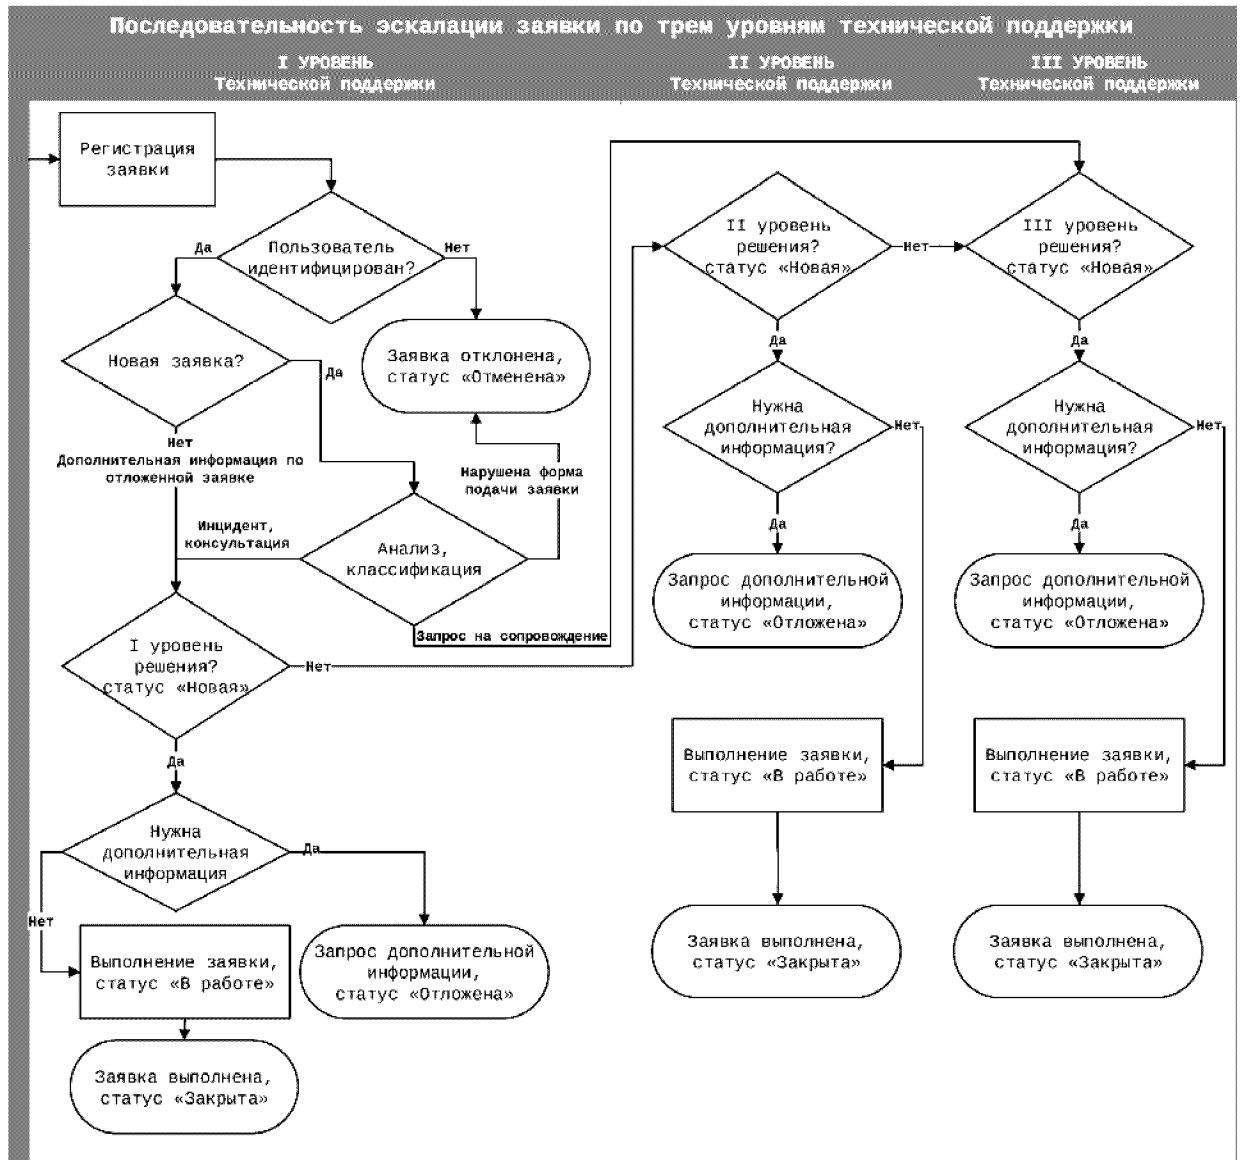 Последовательность эскалации заявки по трем уровням технической поддержки
I УРОВЕНЬ
Технической поддержки
II УРОВЕНЬ
Технической поддержки
III УРОВЕНЬ
Технической поддержки
Регистрация
заявки
Пользователь
идентифицирован?
Да
Нет
Новая заявка?
Да
Заявка отклонена,
статус «Отменена»
Нет
Дополнительная информация по
отложенной заявке
Нарушена форма
подачи заявки
Инцидент,
консультация
Анализ,
классификация
Запрос на сопровождение
I уровень
решения?
статус «Новая»
Нет
Да
Нужна
дополнительная
информация
Да
Нет
Выполнение заявки,
статус «В работе»
Запрос дополнительной
информации,
статус «Отложена»
Заявка выполнена,
статус «Закрыта»
II уровень
решения?
статус «Новая»
Нет
Да
Нужна
дополнительная
информация?
Нет
Да
Запрос дополнительной
информации,
статус «Отложена»
Выполнение заявки,
статус «В работе»
Заявка выполнена,
статус «Закрыта»
III уровень
решения?
статус «Новая»
Да
Нужна
дополнительная
информация?
Нет
Да
Запрос дополнительной
информации,
статус «Отложена»
Выполнение заявки,
статус «В работе»
Заявка выполнена,
статус «Закрыта»